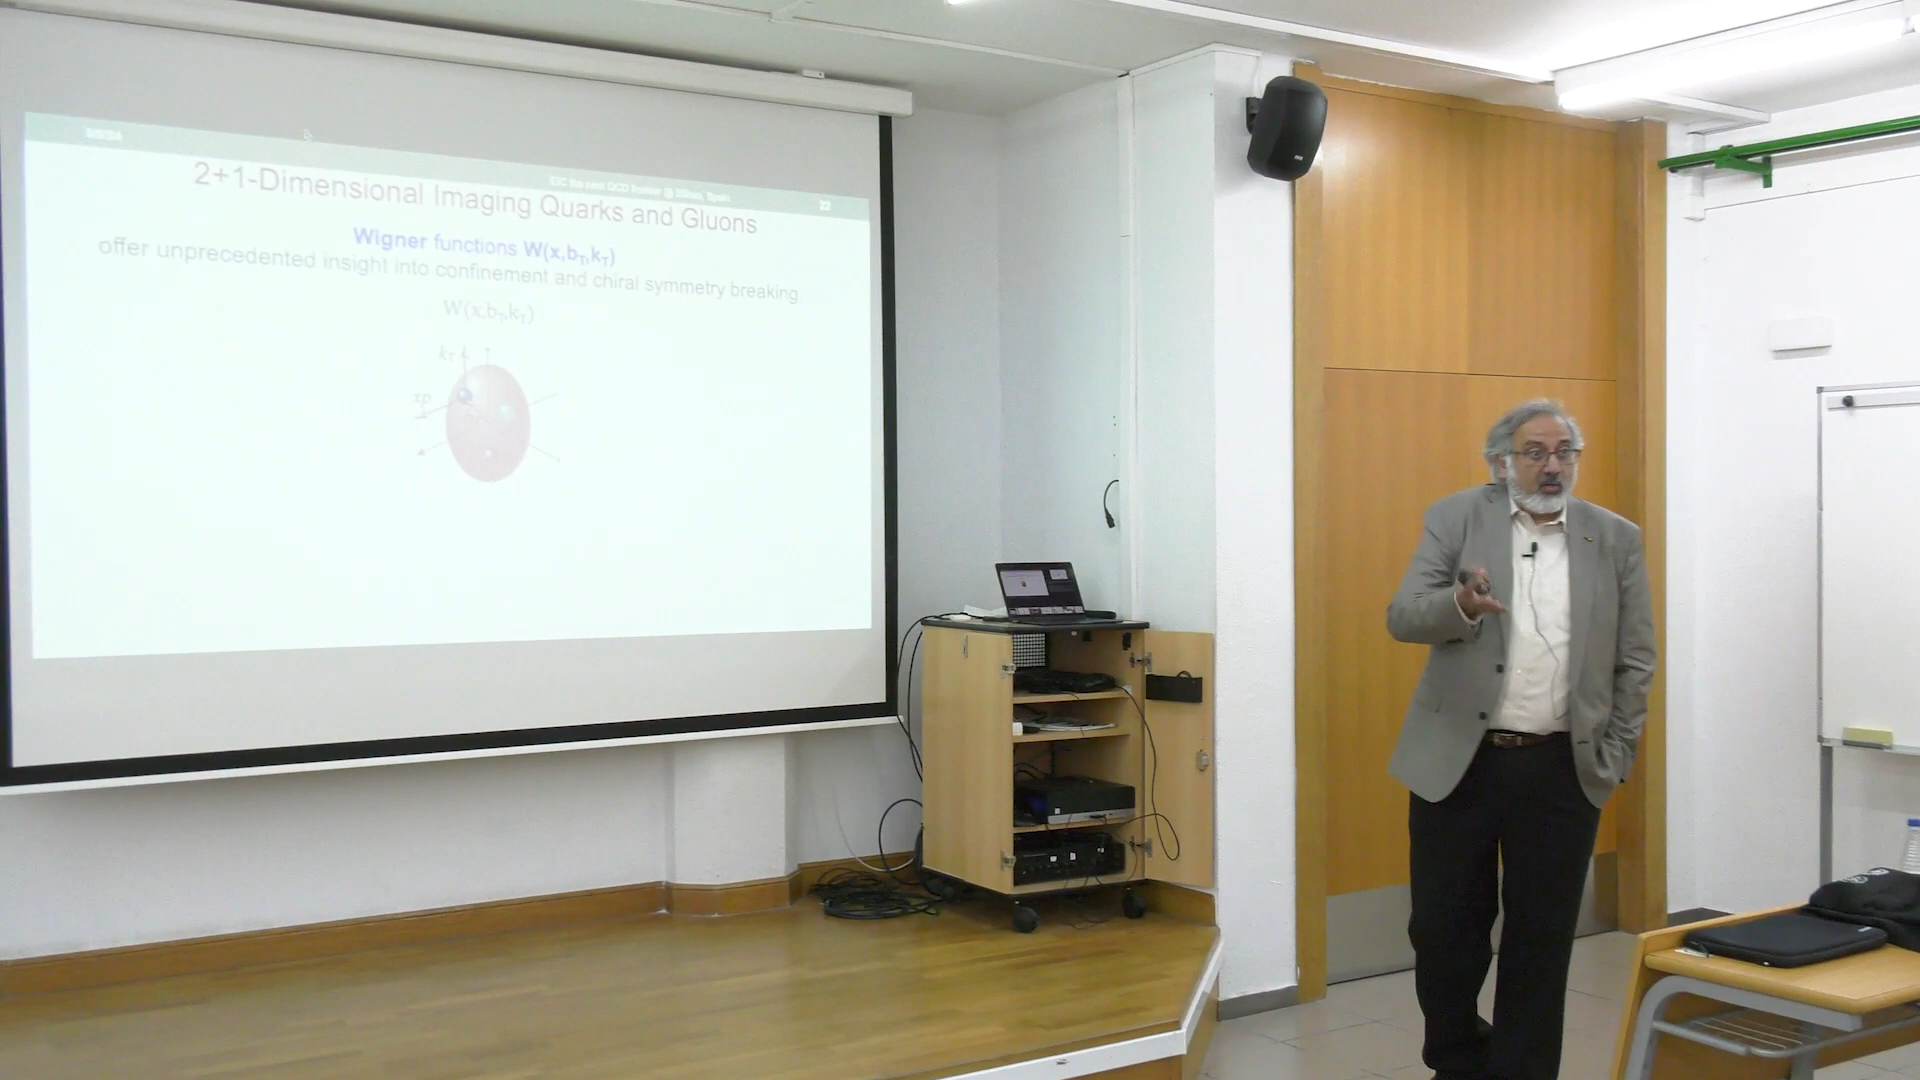 EIC the next QCD frontier @ Bilbao, Spain
22
2+1-Dimensional Imaging Quarks and Gluons
Wigner functions W(x,bT,kT)
offer unprecedented insight into confinement and chiral symmetry breaking
W(x,bT,kT)
kT
xp